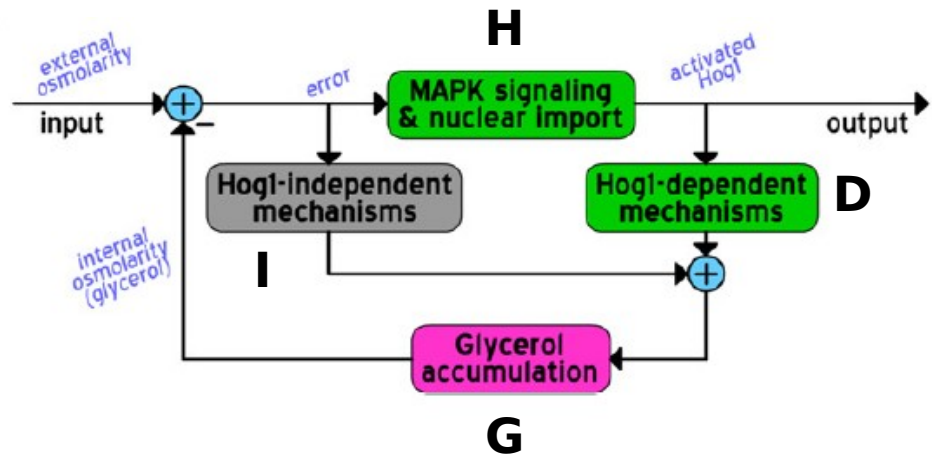 H
external
osmolarity
error
activated
Hog1
MAPK signaling
& nuclear import
+
–
input
output
Hog1-independent
mechanisms
Hog1-dependent
mechanisms
D
internal
osmolarity
(glycerol)
I
+
Glycerol
accumulation
G